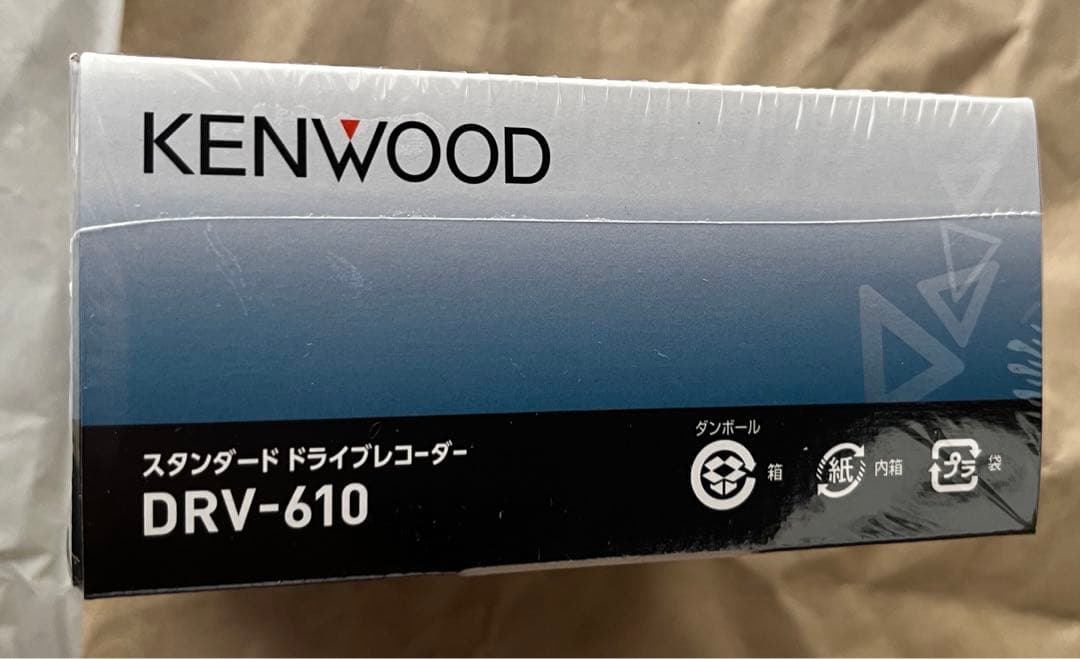 KENWOOD
スタンダード ドライブレコーダー
DRV-610
ダンボール
箱
紙 内箱
プラ 袋